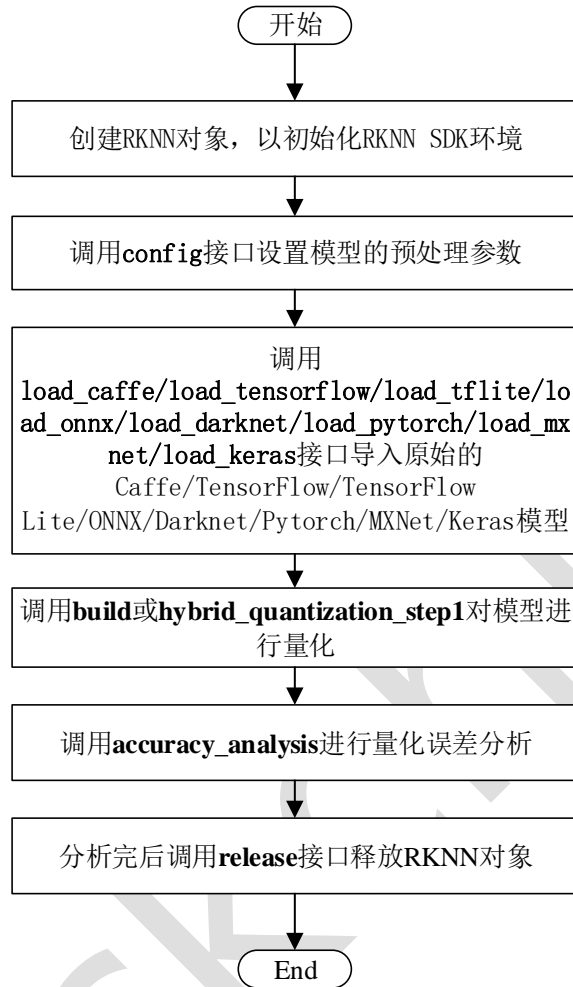 开始
创建RKNN对象，以初始化RKNN SDK环境
调用config接口设置模型的预处理参数
调用
load_caffe/load_tensorflow/load_tflite/lo
ad_onnx/load_darknet/load_pytorch/load_mx
net/load_keras接口导入原始的
Caffe/TensorFlow/TensorFlow
Lite/ONNX/Darknet/Pytorch/MXNet/Keras模型
调用build或hybrid_quantization_step1对模型进
行量化
调用accuracy_analysis进行量化误差分析
分析完后调用release接口释放RKNN对象
End